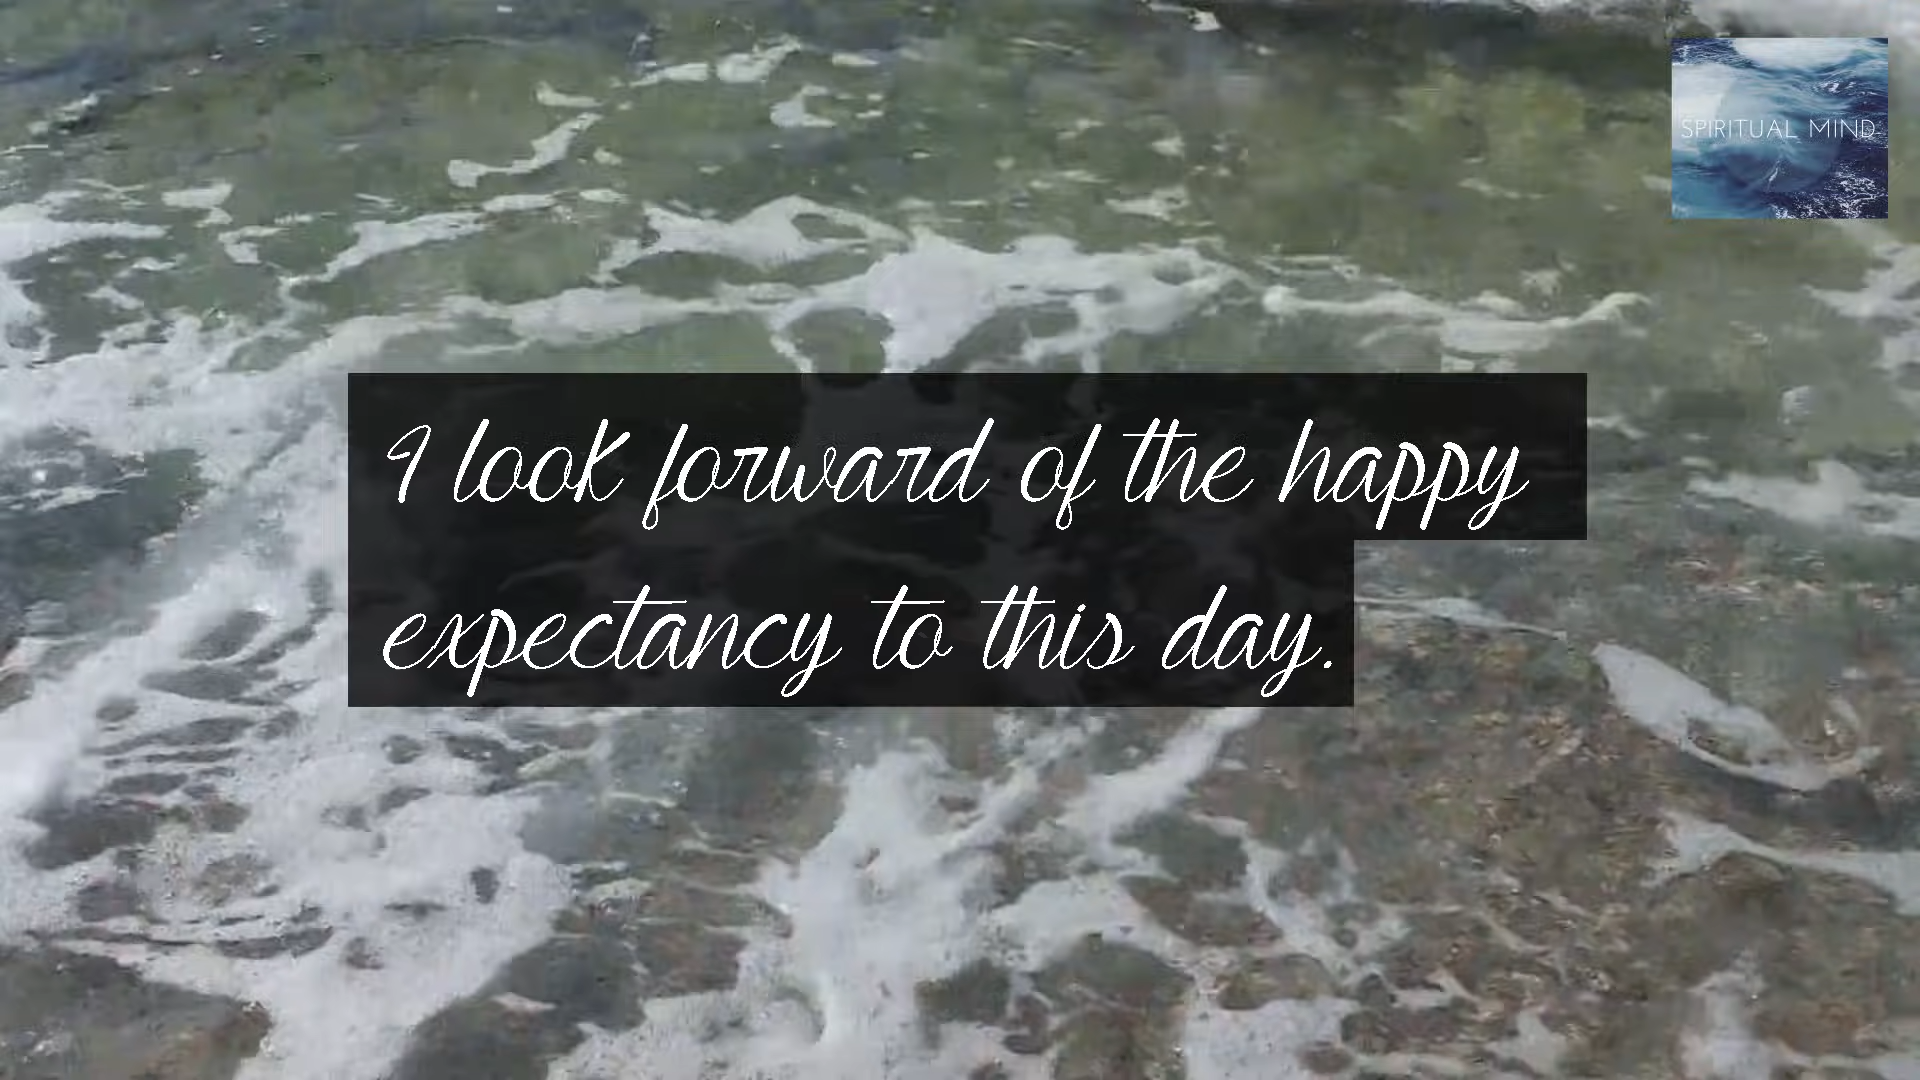 SPIRITUAL MIND
I look forward of the happy
expectancy to this day.